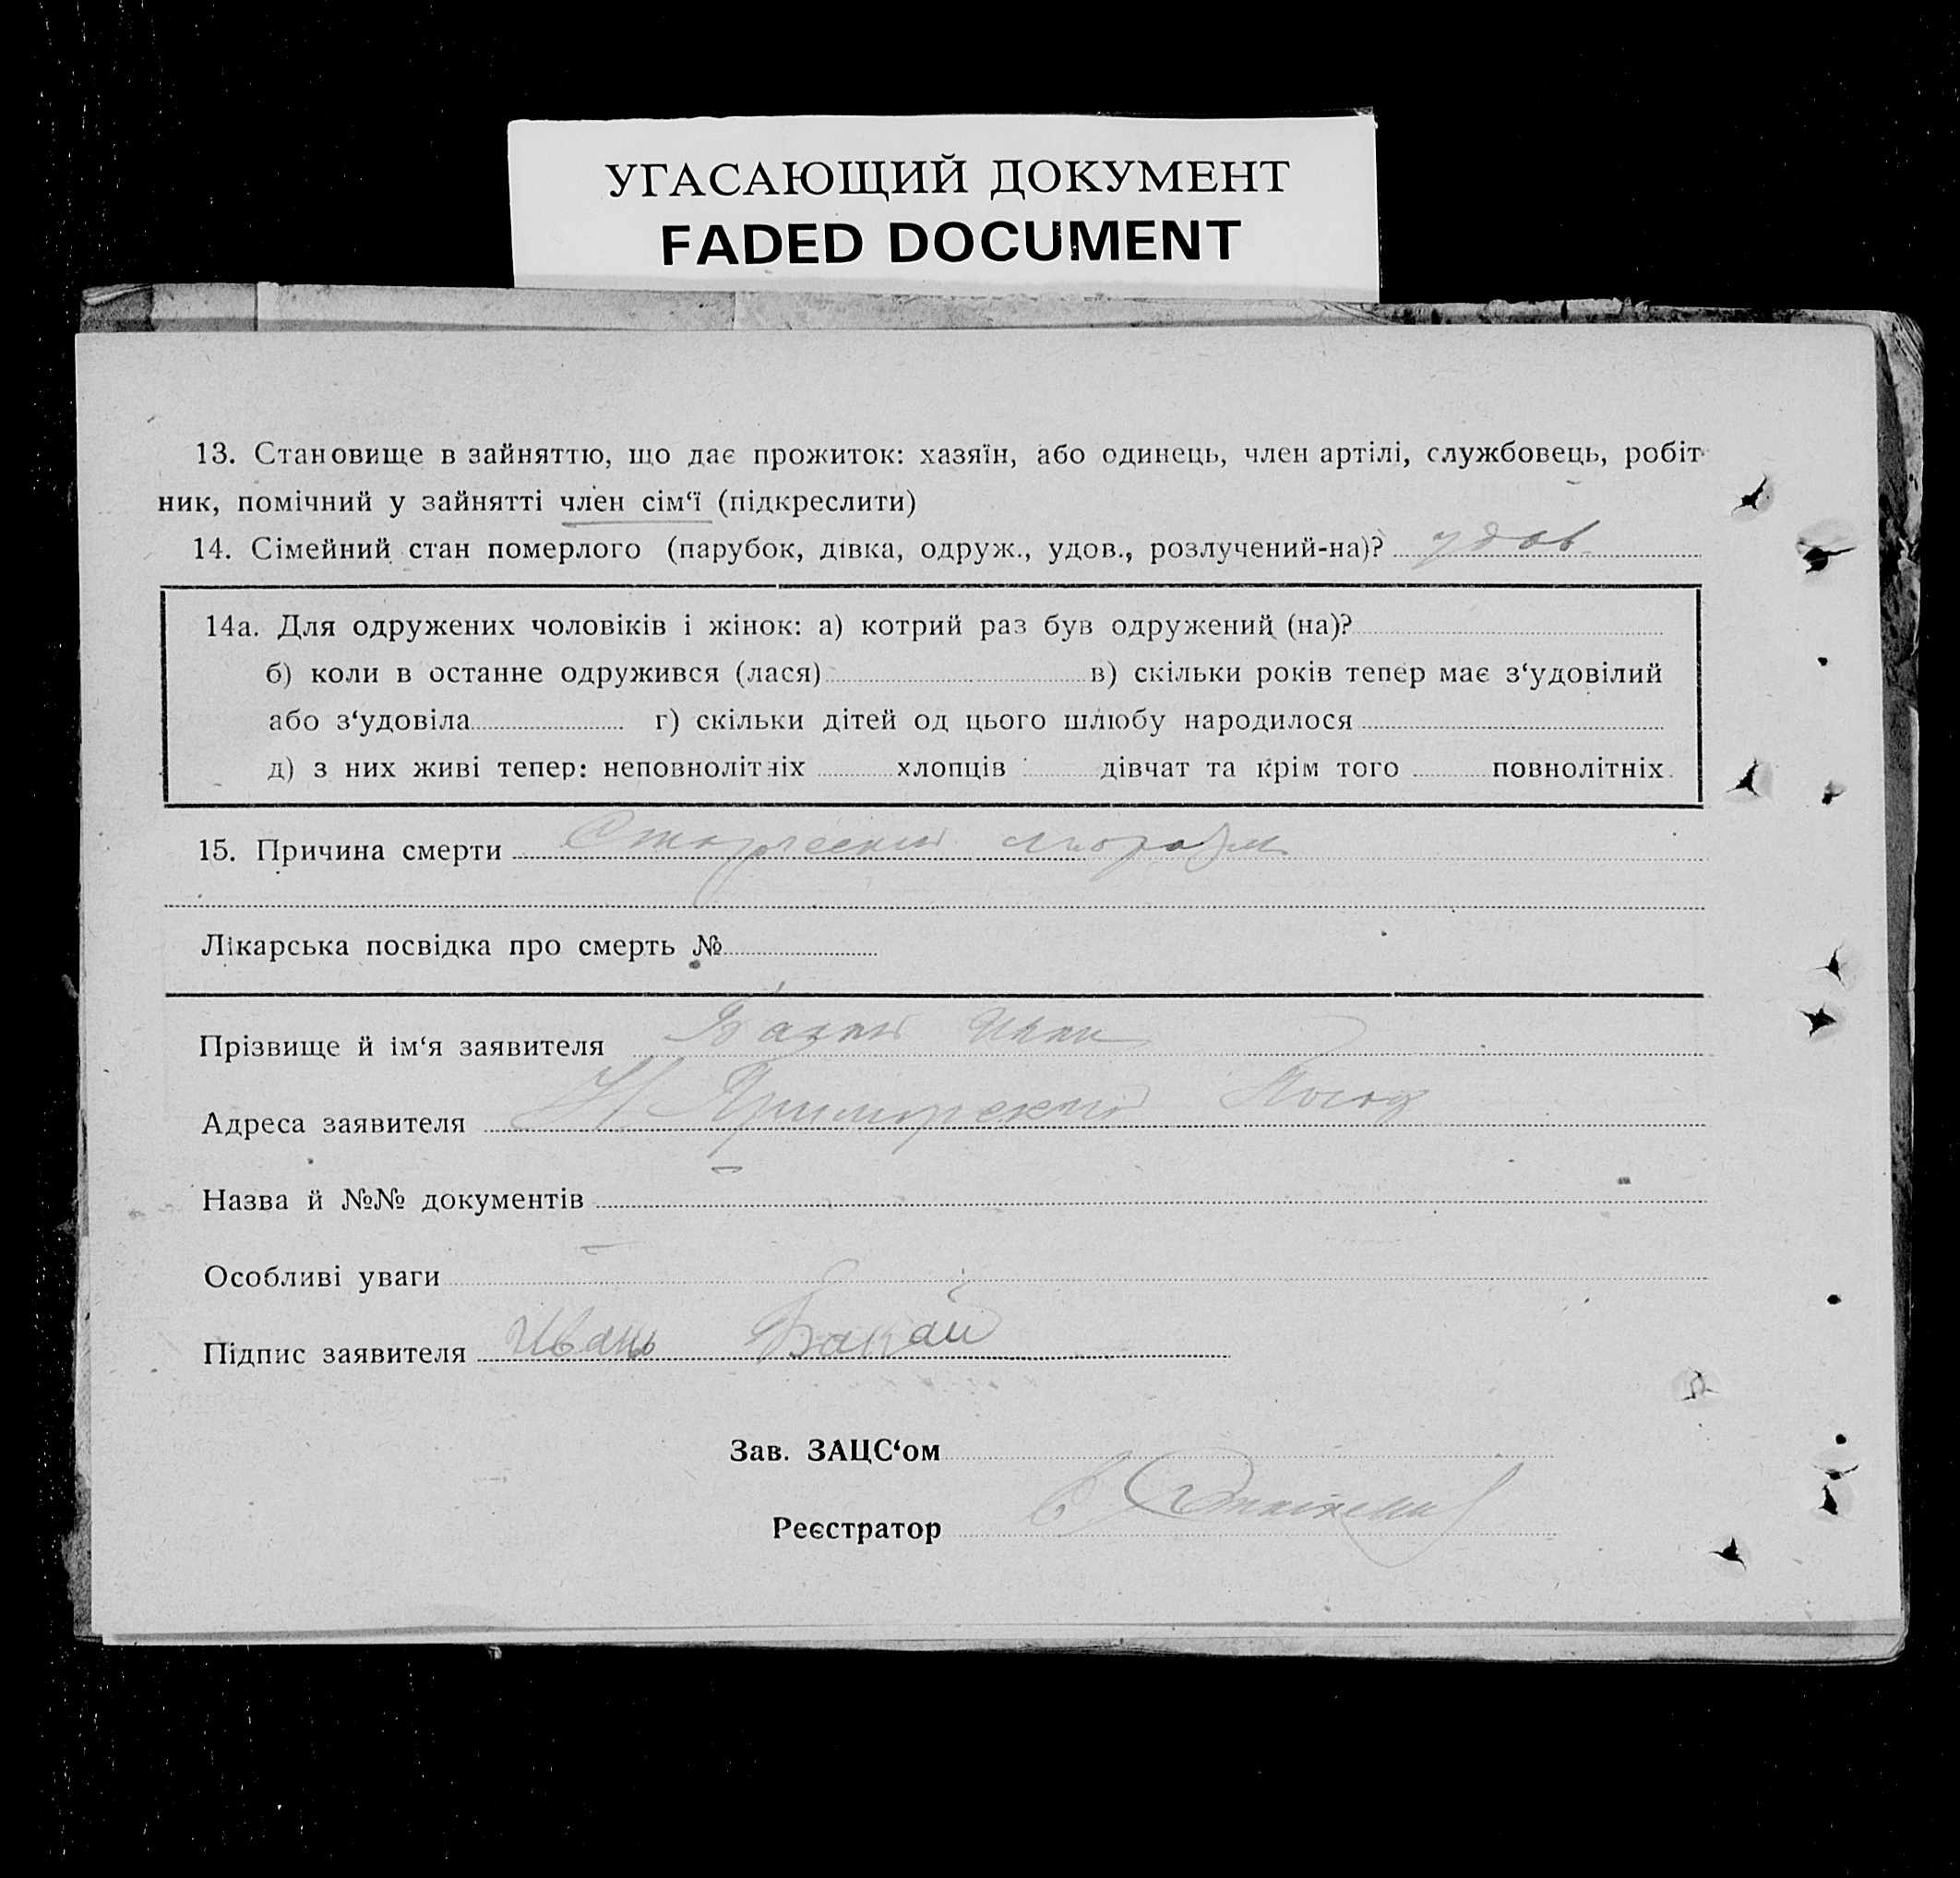 УГАСАЮЩИЙ ДОКУМЕНТ
FADED DOCUMENT
13. Становище в зайняттю, що дає прожиток: хазяїн, або одинець, член артілі, службовець, робіт-
ник, помічний у зайнятті член сім‘ї (підкреслити)
14. Сімейний стан померлого (парубок, дівка, одруж., удов., розлучений-на)? удов
14а. Для одружених чоловіків і жінок: а) котрий раз був одружений (на)?
б) коли в останне одружився (лася) в) скільки років тепер має з‘удовілий
або з‘удовіла г) скільки дітей од цього шлюбу народилося
д) з них живі тепер: неповнолітніх хлопців дівчат та крім того повнолітніх
15. Причина смерти
Лікарська посвідка про смерть №
Прізвище й ім‘я заявителя
Адреса заявителя
Назва й №№ документів
Особливі уваги
Підпис заявителя Иванъ Бакай
Зав. ЗАЦС‘ом
Реєстратор